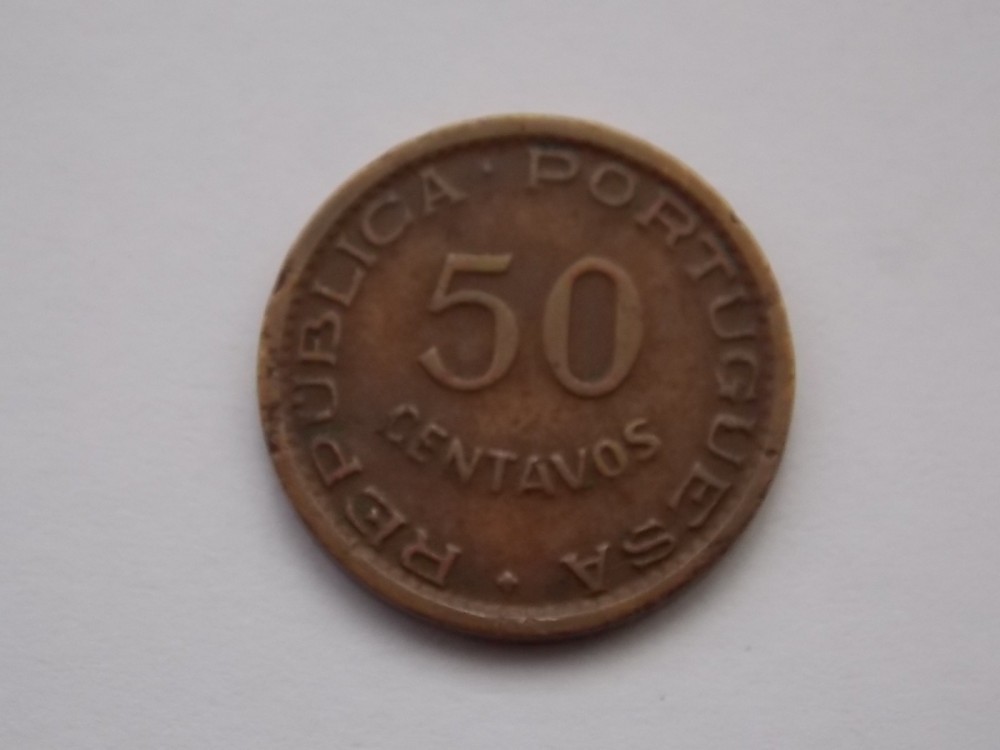 REPUBLICA · PORTUGUESA
50
CENTAVOS